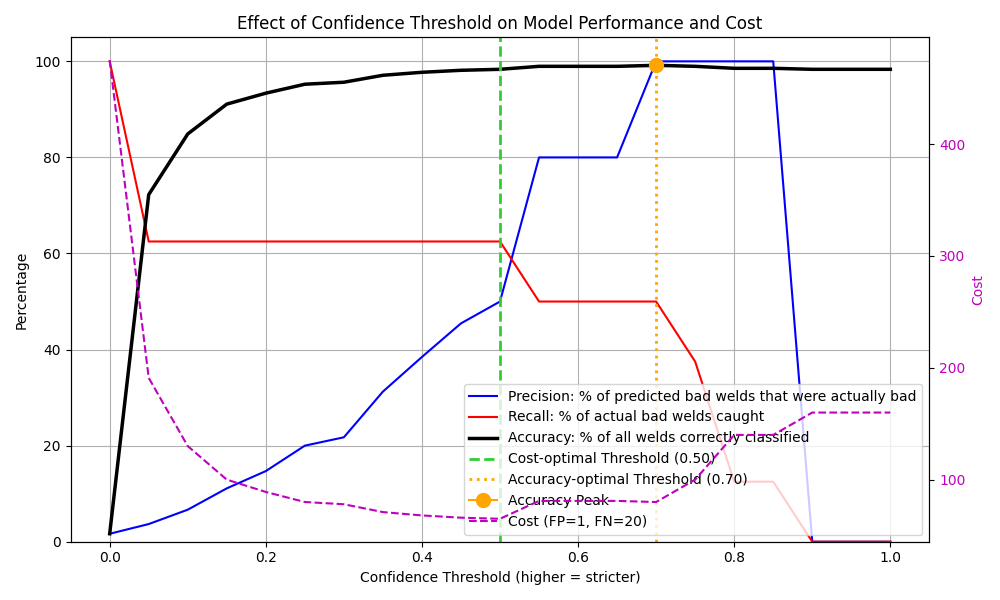 Effect of Confidence Threshold on Model Performance and Cost
100
80
60
40
20
0
Percentage
400
300
200
100
Cost
Precision: % of predicted bad welds that were actually bad
Recall: % of actual bad welds caught
Accuracy: % of all welds correctly classified
Cost-optimal Threshold (0.50)
Accuracy-optimal Threshold (0.70)
Accuracy Peak
Cost (FP=1, FN=20)
0.0 0.2 0.4 0.6 0.8 1.0
Confidence Threshold (higher = stricter)